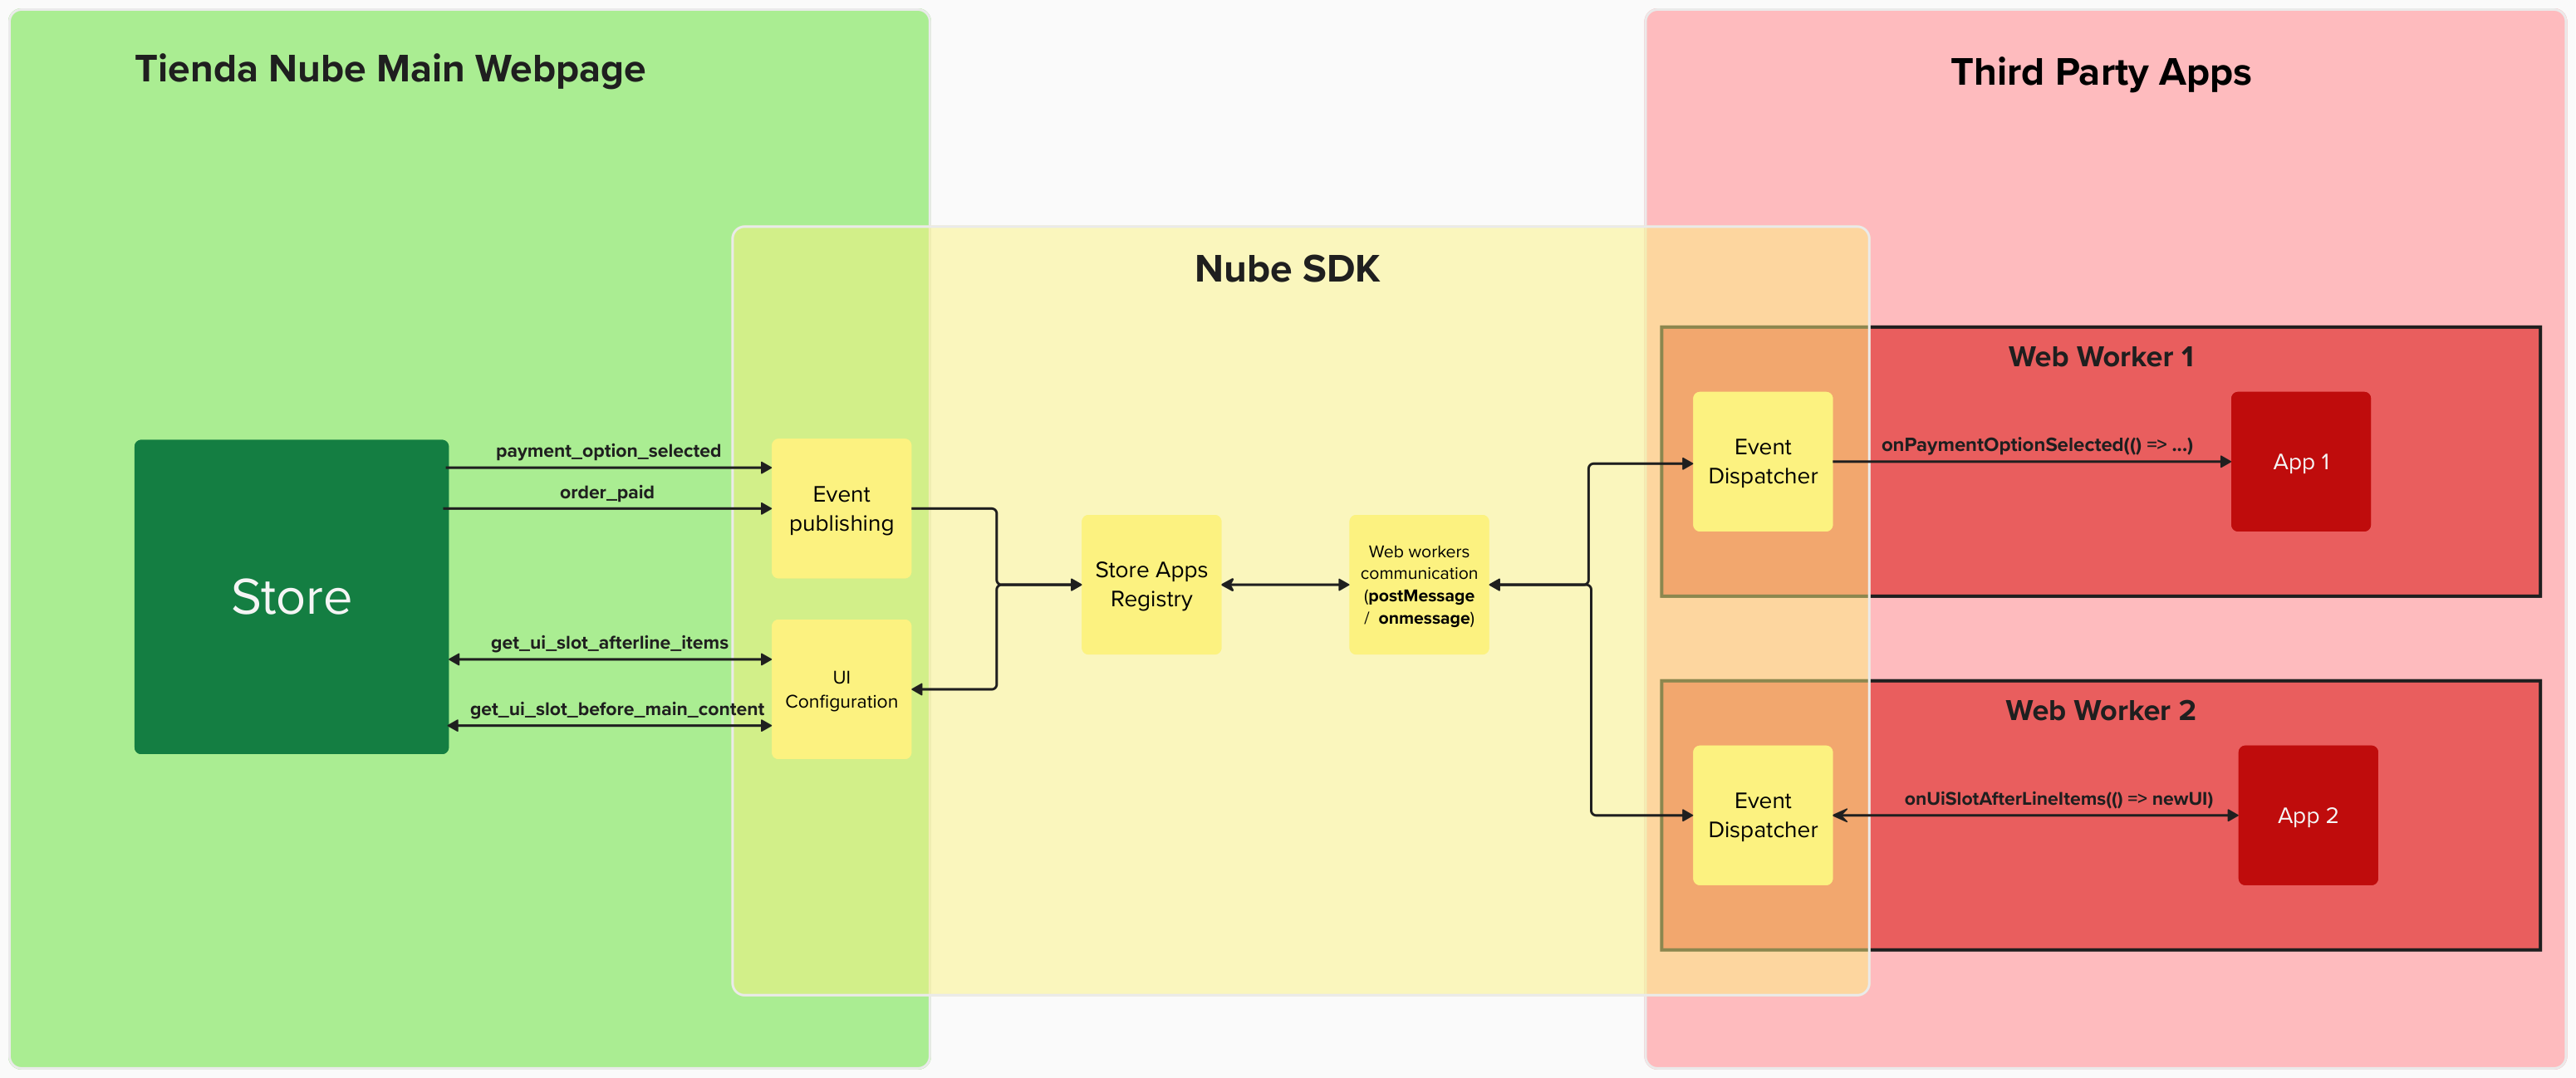 Tienda Nube Main Webpage
Third Party Apps
Nube SDK
Store
payment_option_selected
order_paid
get_ui_slot_afterline_items
get_ui_slot_before_main_content
Event
publishing
UI
Configuration
Store Apps
Registry
Web workers
communication
(postMessage
/ onmessage)
Web Worker 1
Event
Dispatcher
onPaymentOptionSelected(() => ...)
App 1
Web Worker 2
Event
Dispatcher
onUiSlotAfterLineItems(() => newUI)
App 2